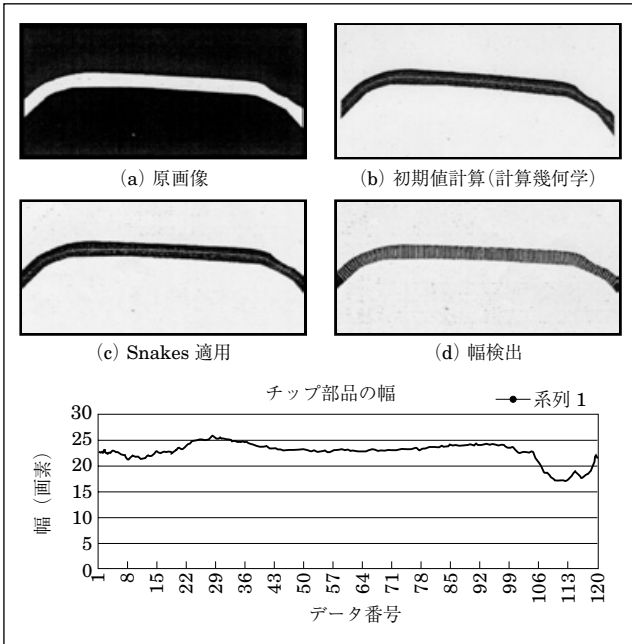 (a) 原画像
(b) 初期値計算(計算幾何学)
(c) Snakes 適用
(d) 幅検出
チップ部品の幅
系列 1
幅 (画素)
30
25
20
15
10
5
0
1 8 15 22 29 36 43 50 57 64 71 78 85 92 99 106 113 120
データ番号